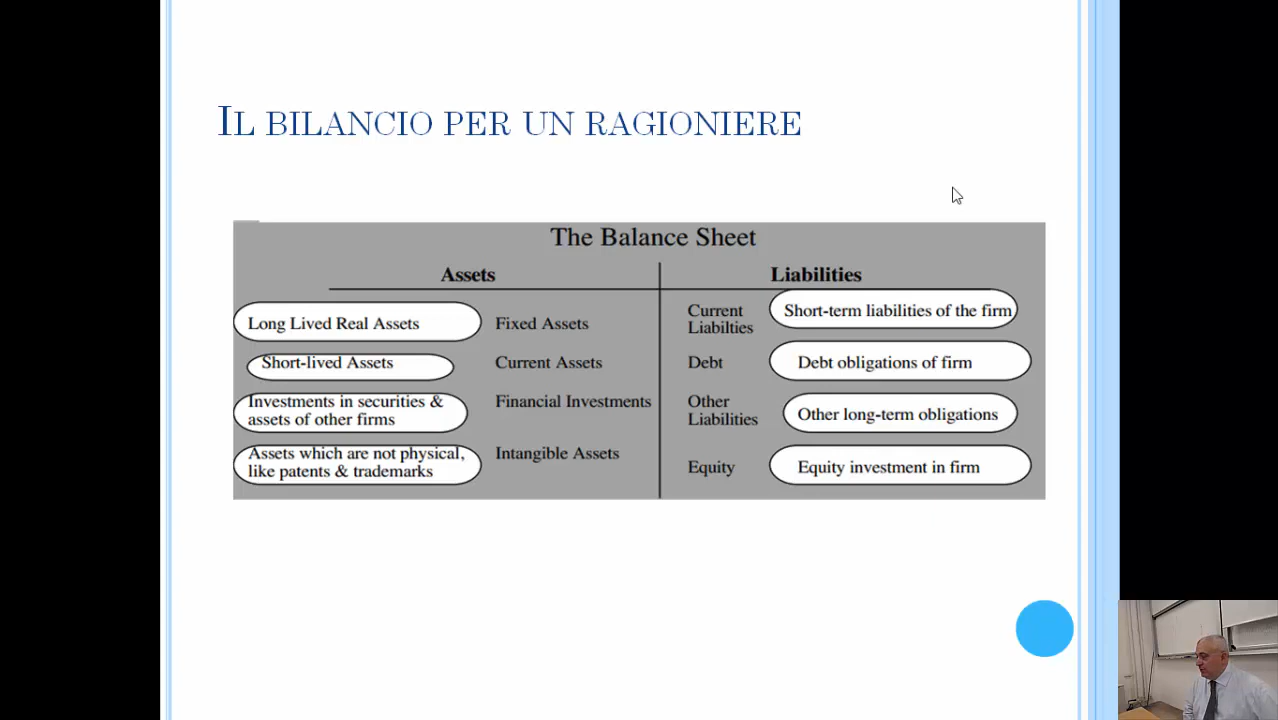 IL BILANCIO PER UN RAGIONIERE
The Balance Sheet
Assets
Liabilities
Long Lived Real Assets
Fixed Assets
Short-lived Assets
Current Assets
Investments in securities &
assets of other firms
Financial Investments
Assets which are not physical,
like patents & trademarks
Intangible Assets
Current
Liabilties
Short-term liabilities of the firm
Debt
Debt obligations of firm
Other
Liabilities
Other long-term obligations
Equity
Equity investment in firm